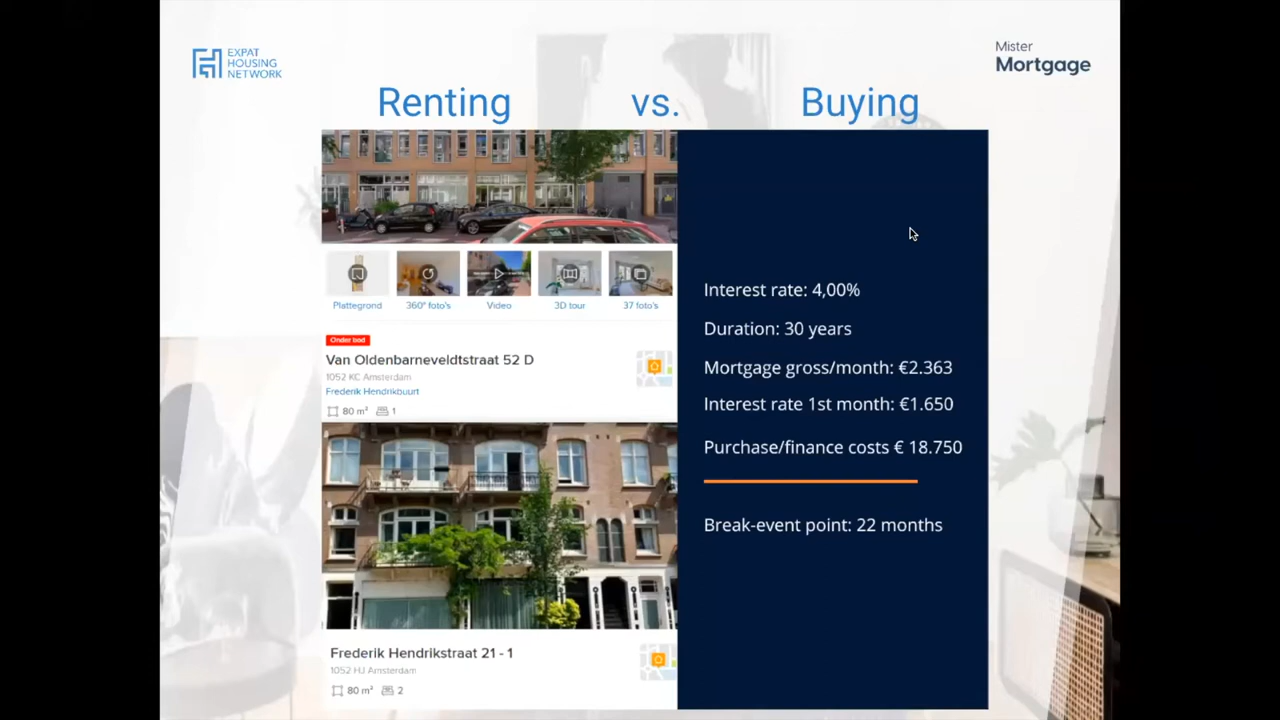 EXPAT
HOUSING
NETWORK
Mister
Mortgage
Renting vs. Buying
Plattegrond 360° foto's Video 3D tour 37 foto's
Onder bod
Van Oldenbarneveldtstraat 52 D
1052 KC Amsterdam
Frederik Hendrikbuurt
80 m² 1
Frederik Hendrikstraat 21 - 1
1052 HJ Amsterdam
80 m² 2
Interest rate: 4,00%
Duration: 30 years
Mortgage gross/month: €2.363
Interest rate 1st month: €1.650
Purchase/finance costs € 18.750
Break-event point: 22 months